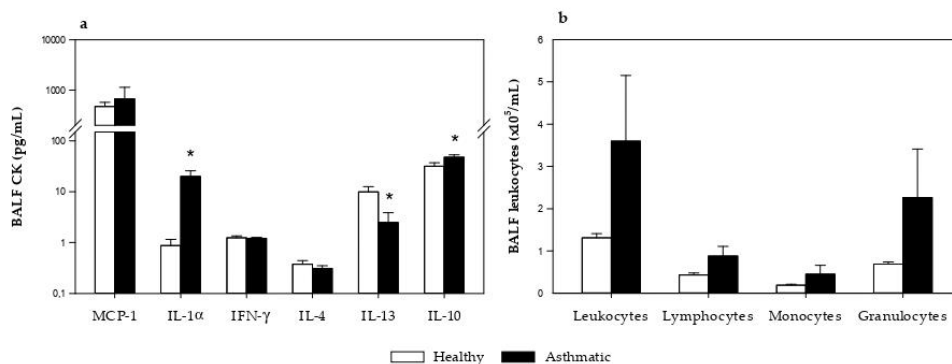 a
BALF CK (pg/mL)
10000
1000
100
10
1
0,1
*
*
*
MCP-1 IL-1α IFN-γ IL-4 IL-13 IL-10
b
BALF leukocytes (x10⁵/mL)
6
5
4
3
2
1
0
Leukocytes Lymphocytes Monocytes Granulocytes
Healthy Asthmatic